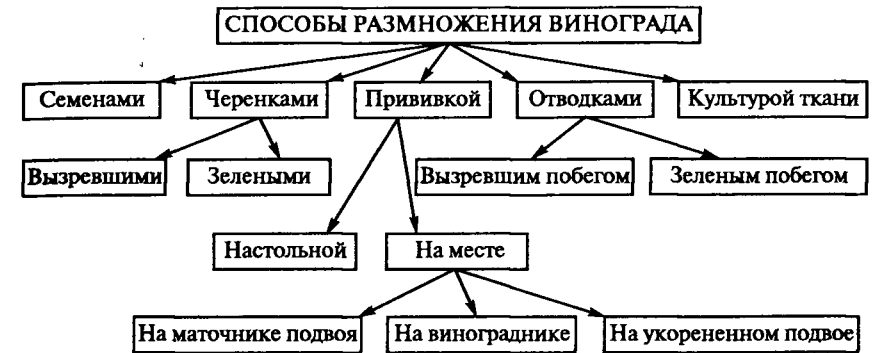 СПОСОБЫ РАЗМНОЖЕНИЯ ВИНОГРАДА
Семенами
Черенками
Прививкой
Отводками
Культурой ткани
Вызревшими
Зелеными
Вызревшим побегом
Зеленым побегом
Настольной
На месте
На маточнике подвоя
На винограднике
На укорененном подвое